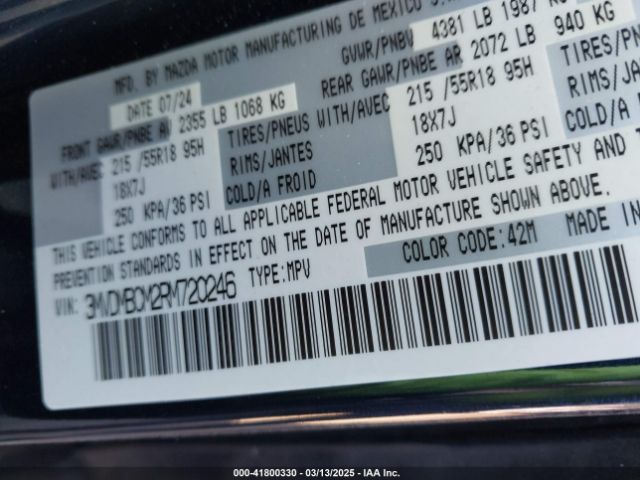 MFD. BY MAZDA MOTOR MANUFACTURING DE MEXICO
DATE 07/24 GVWR/PNBV 4381 LB 1987
FRONT GAWR/PNBE AV 2355 LB 1068 KG REAR GAWR/PNBE AR 2072 LB 940 KG
WITH/AVEC 215 /55R18 95H TIRES/PNEUS WITH/AVEC 215 /55R18 95H TIRES/PNE
18X7J RIMS/JANTES 18X7J RIMS/JAN
250 KPA/36 PSI COLD/A FROID 250 KPA/36 PSI COLD/A
THIS VEHICLE CONFORMS TO ALL APPLICABLE FEDERAL MOTOR VEHICLE SAFETY AND
PREVENTION STANDARDS IN EFFECT ON THE DATE OF MANUFACTURE SHOWN ABOVE.
COLOR CODE:42M MADE IN
VIN: 3MVDMBCM2RM720246 TYPE:MPV
000-41800330 - 03/13/2025 - IAA Inc.